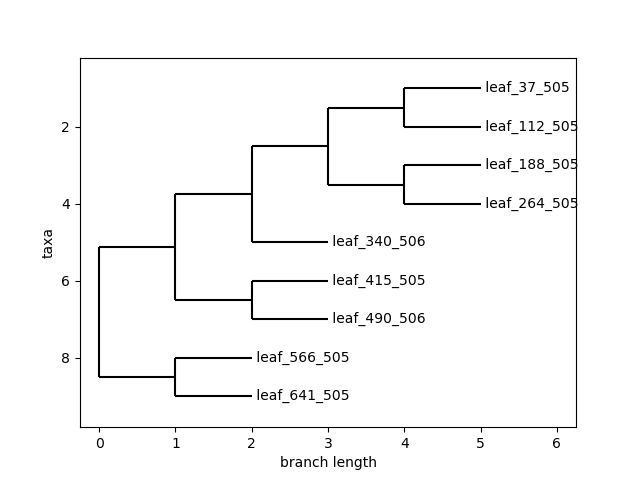 leaf_37_505
leaf_112_505
2
leaf_188_505
leaf_264_505
4
leaf_340_506
taxa
leaf_415_505
6
leaf_490_506
leaf_566_505
8
leaf_641_505
0 1 2 3 4 5 6
branch length